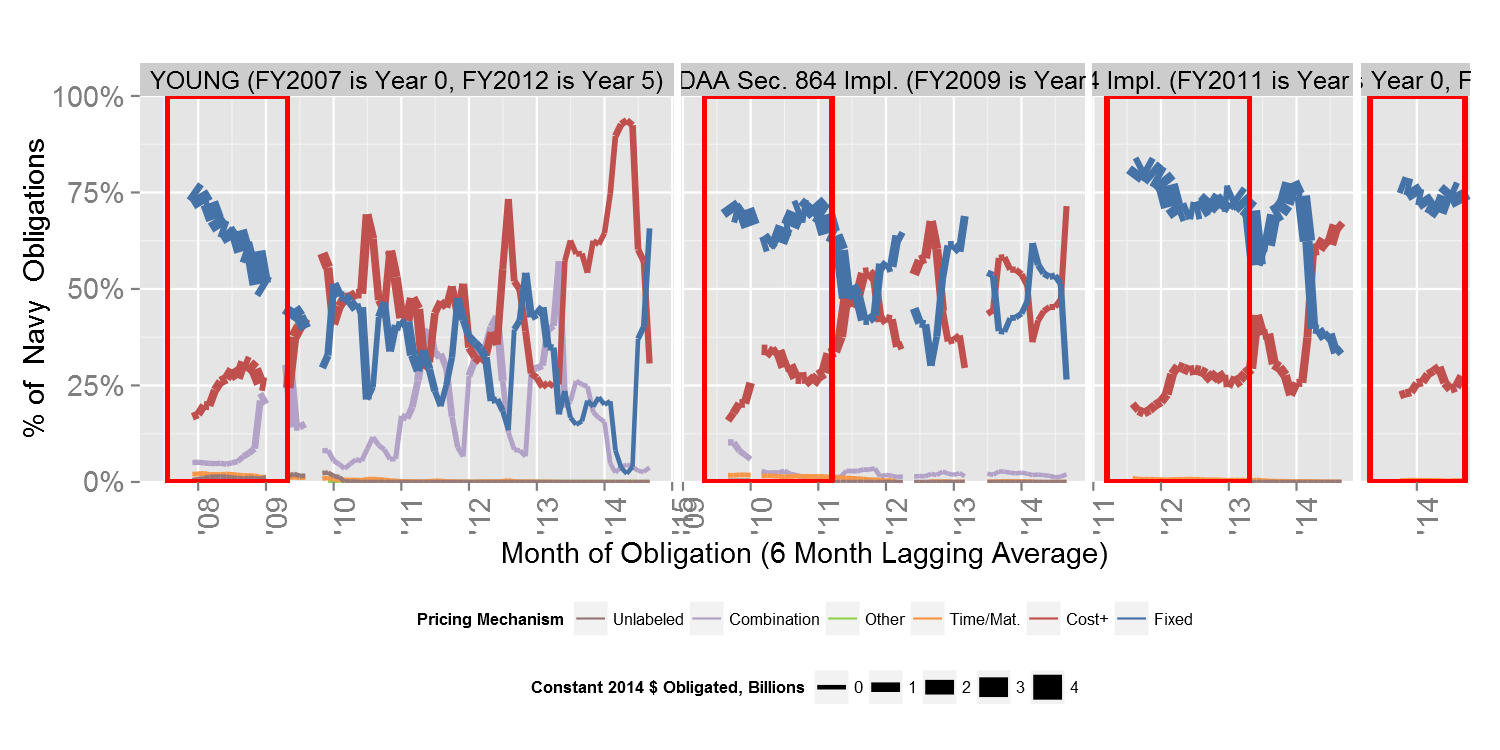 YOUNG (FY2007 is Year 0, FY2012 is Year 5)
DAA Sec. 864 Impl. (FY2009 is Year
4 Impl. (FY2011 is Year
s Year 0, F
100%
75%
50%
25%
0%
% of Navy Obligations
'08 '09 '10 '11 '12 '13 '14 '15
'09 '10 '11 '12 '13 '14
'11 '12 '13 '14
'14
Month of Obligation (6 Month Lagging Average)
Pricing Mechanism Unlabeled Combination Other Time/Mat. Cost+ Fixed
Constant 2014 $ Obligated, Billions 0 1 2 3 4